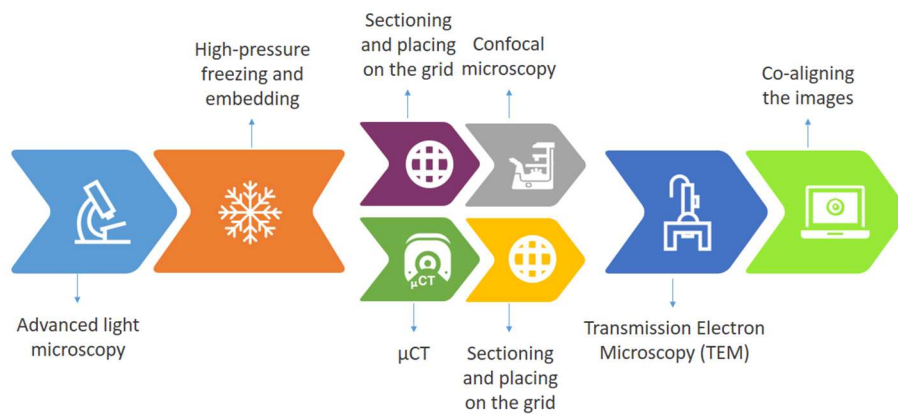 Sectioning
and placing
on the grid
High-pressure
freezing and
embedding
Confocal
microscopy
Co-aligning
the images
μCT
Advanced light
microscopy
μCT
Sectioning
and placing
on the grid
Transmission Electron
Microscopy (TEM)